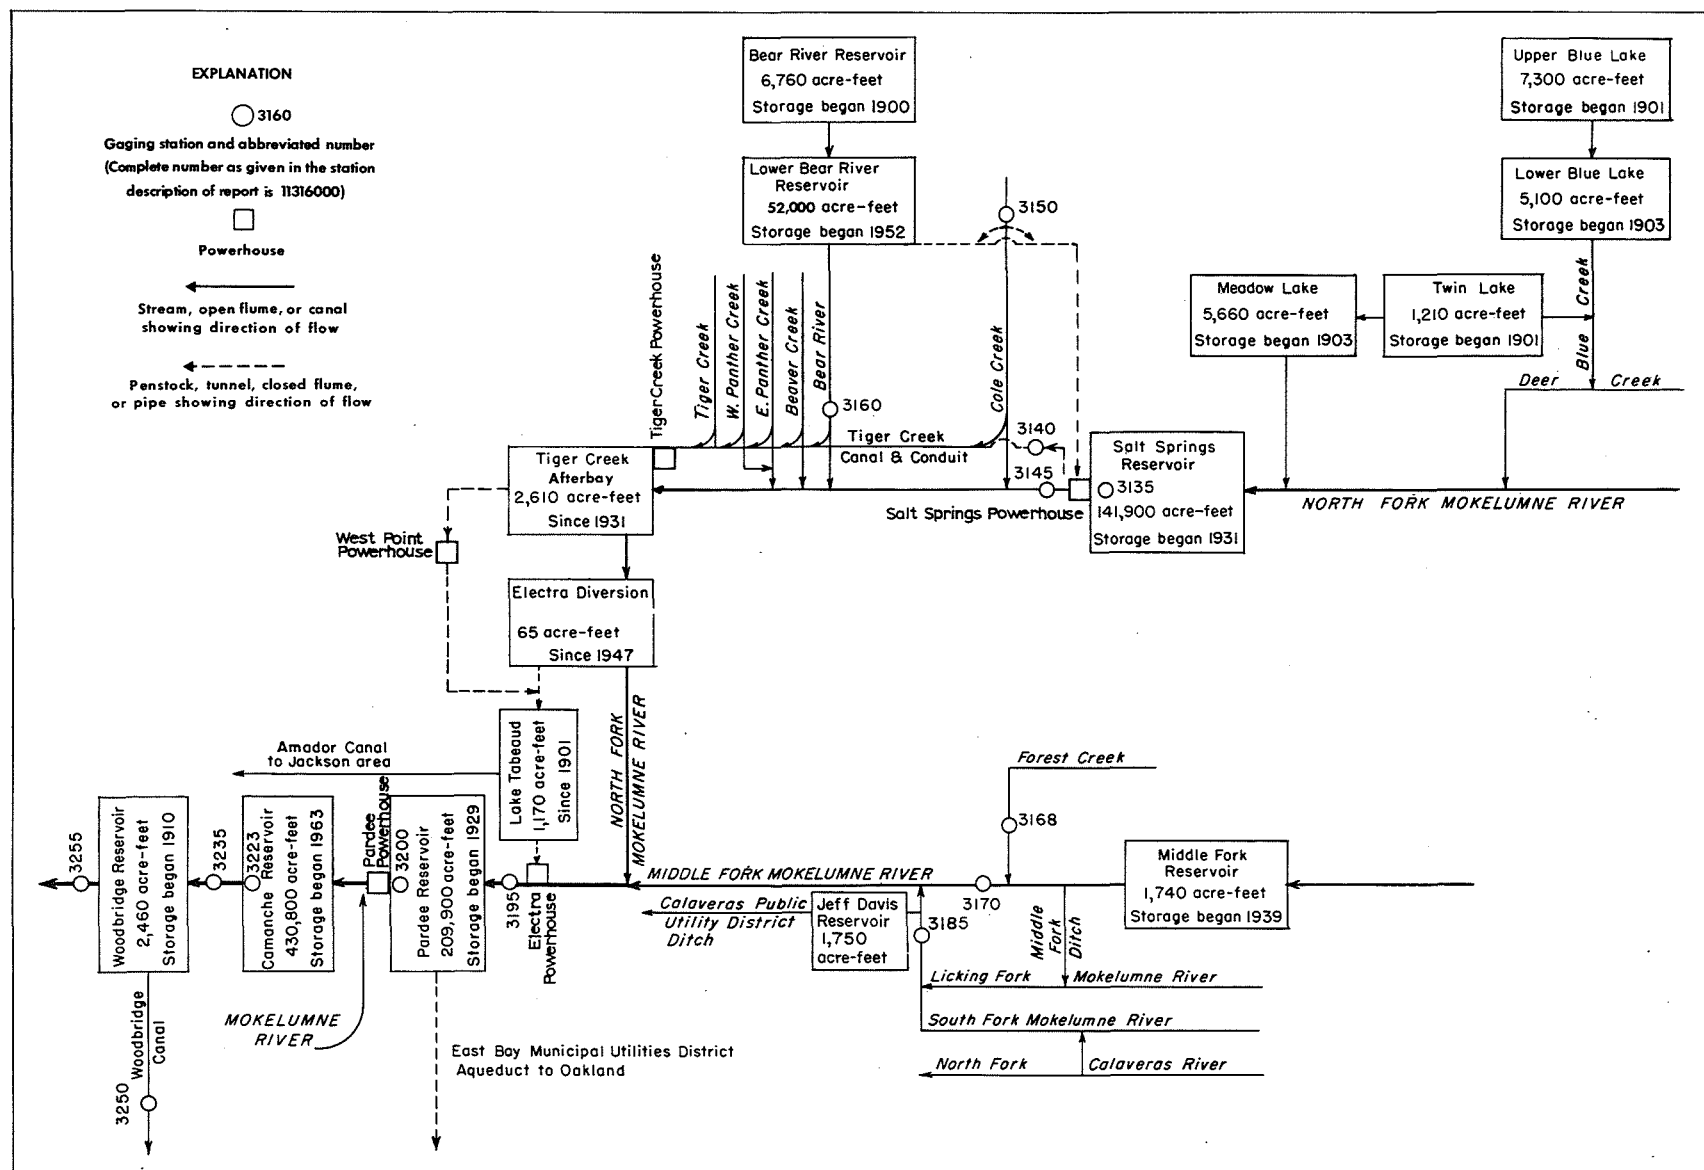 EXPLANATION
3160
Gaging station and abbreviated number
(Complete number as given in the station
description of report is 11316000)
Powerhouse
Stream, open flume, or canal
showing direction of flow
Penstock, tunnel, closed flume,
or pipe showing direction of flow
Bear River Reservoir
6,760 acre-feet
Storage began 1900
Lower Bear River
Reservoir
52,000 acre-feet
Storage began 1952
3150
Upper Blue Lake
7,300 acre-feet
Storage began 1901
Lower Blue Lake
5,100 acre-feet
Storage began 1903
Blue Creek
Meadow Lake
5,660 acre-feet
Storage began 1903
Twin Lake
1,210 acre-feet
Storage began 1901
Deer Creek
Tiger Creek Powerhouse
Tiger Creek
W. Panther Creek
E. Panther Creek
Beaver Creek
Bear River
Cole Creek
3160
Tiger Creek
Canal & Conduit
3140
3145
Salt Springs Powerhouse
Salt Springs
Reservoir
3135
141,900 acre-feet
Storage began 1931
NORTH FORK MOKELUMNE RIVER
Tiger Creek
Afterbay
2,610 acre-feet
Since 1931
West Point
Powerhouse
Electra Diversion
65 acre-feet
Since 1947
NORTH FORK
MOKELUMNE RIVER
Lake Tabeaud
1,170 acre-feet
Since 1901
Amador Canal
to Jackson area
Forest Creek
3168
Middle Fork
Reservoir
1,740 acre-feet
Storage began 1939
MIDDLE FORK MOKELUMNE RIVER
3170
Middle
Fork
Ditch
Calaveras Public
Utility District
Ditch
Jeff Davis
Reservoir
1,750
acre-feet
3185
Licking Fork Mokelumne River
South Fork Mokelumne River
North Fork Calaveras River
3195
Electra
Powerhouse
3200
Pardee Reservoir
209,900 acre-feet
Storage began 1929
Pardee
Powerhouse
3223
Camanche Reservoir
430,800 acre-feet
Storage began 1963
3235
Woodbridge Reservoir
2,460 acre-feet
Storage began 1910
3255
MOKELUMNE
RIVER
East Bay Municipal Utilities District
Aqueduct to Oakland
Woodbridge
Canal
3250